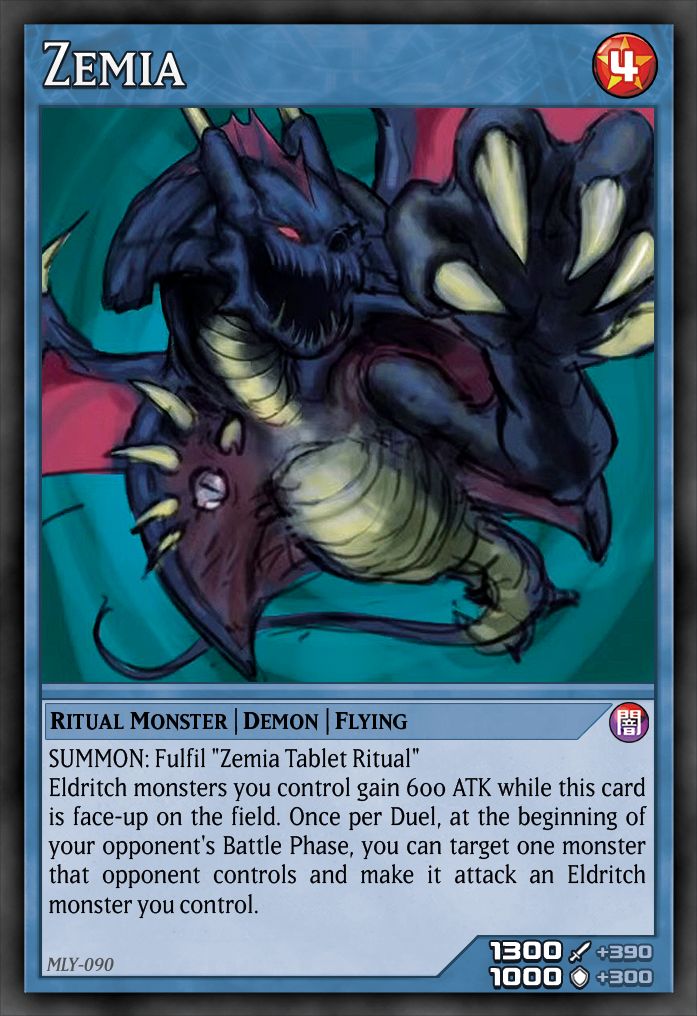 ZEMIA
4
RITUAL MONSTER | DEMON | FLYING
闇
SUMMON: Fulfil "Zemia Tablet Ritual"
Eldritch monsters you control gain 600 ATK while this card
is face-up on the field. Once per Duel, at the beginning of
your opponent's Battle Phase, you can target one monster
that opponent controls and make it attack an Eldritch
monster you control.
1300 +390
MLY-090
1000 +300